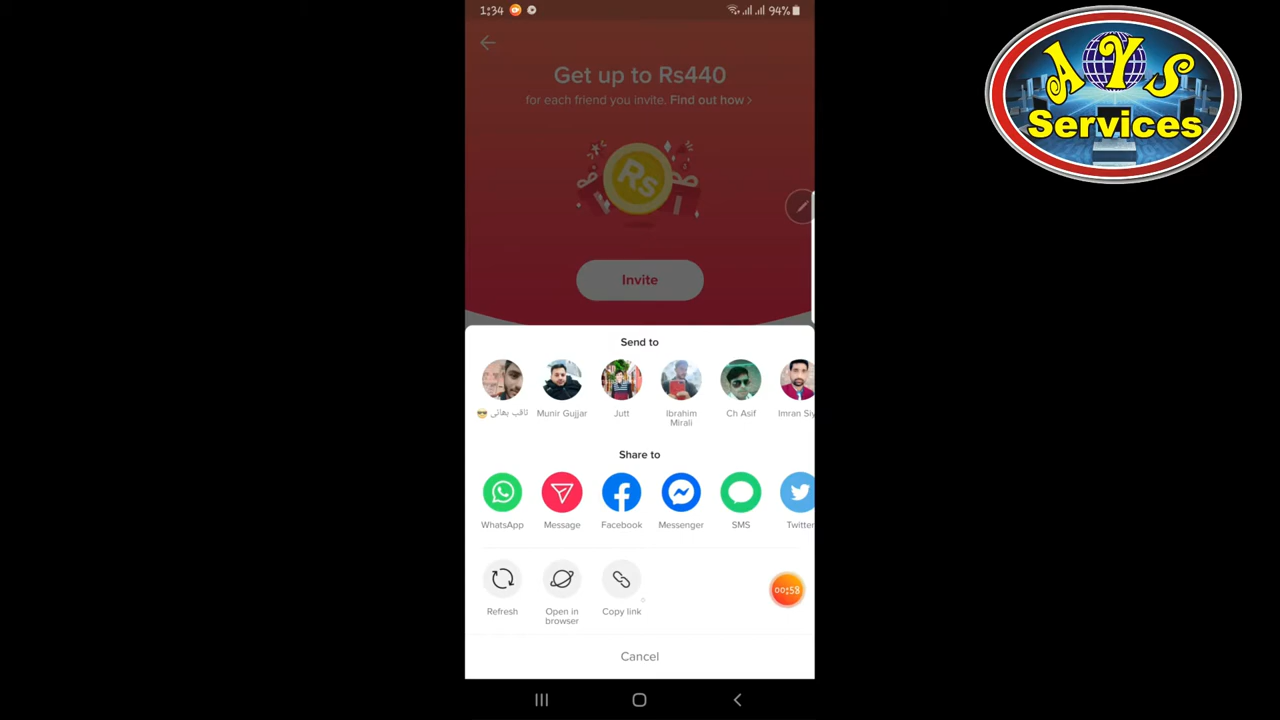 1:34
94%
AYS
Services
Get up to Rs440
for each friend you invite. Find out how >
Rs
Invite
Send to
ثاقب بھائی 😎
Munir Gujjar
Jutt
Ibrahim
Mirali
Ch Asif
Imran Siy
Share to
WhatsApp
Message
Facebook
Messenger
SMS
Twitter
00:58
Refresh
Open in
browser
Copy link
Cancel